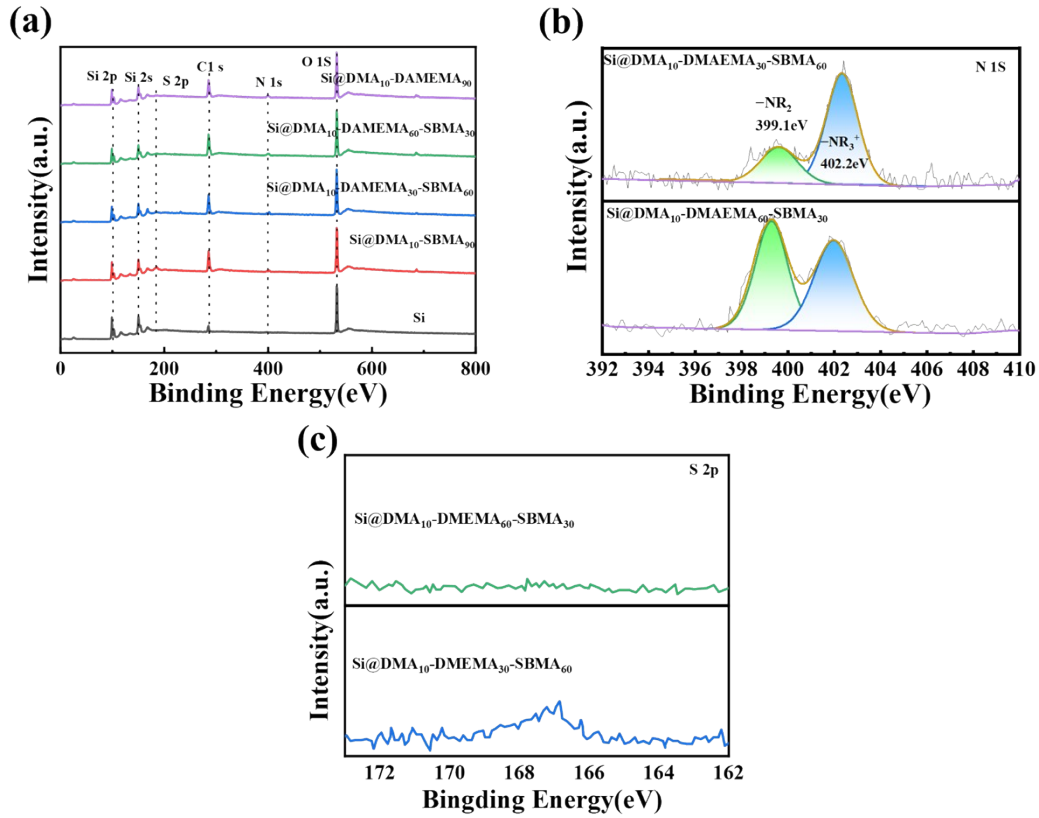 (a)
C1 s
O 1S
Si 2p Si 2s S 2p
N 1s
Si@DMA₁₀-DAMEMA₉₀
Si@DMA₁₀-DAMEMA₆₀-SBMA₃₀
Si@DMA₁₀-DAMEMA₃₀-SBMA₆₀
Si@DMA₁₀-SBMA₉₀
Si
Intensity(a.u.)
0 200 400 600 800
Binding Energy(eV)
(b)
Si@DMA₁₀-DMAEMA₃₀-SBMA₆₀
N 1S
−NR₂
399.1eV
−NR₃⁺
402.2eV
Si@DMA₁₀-DMAEMA₆₀-SBMA₃₀
Intensity(a.u.)
392 394 396 398 400 402 404 406 408 410
Binding Energy(eV)
(c)
S 2p
Si@DMA₁₀-DMEMA₆₀-SBMA₃₀
Si@DMA₁₀-DMEMA₃₀-SBMA₆₀
Intensity(a.u.)
172 170 168 166 164 162
Bingding Energy(eV)